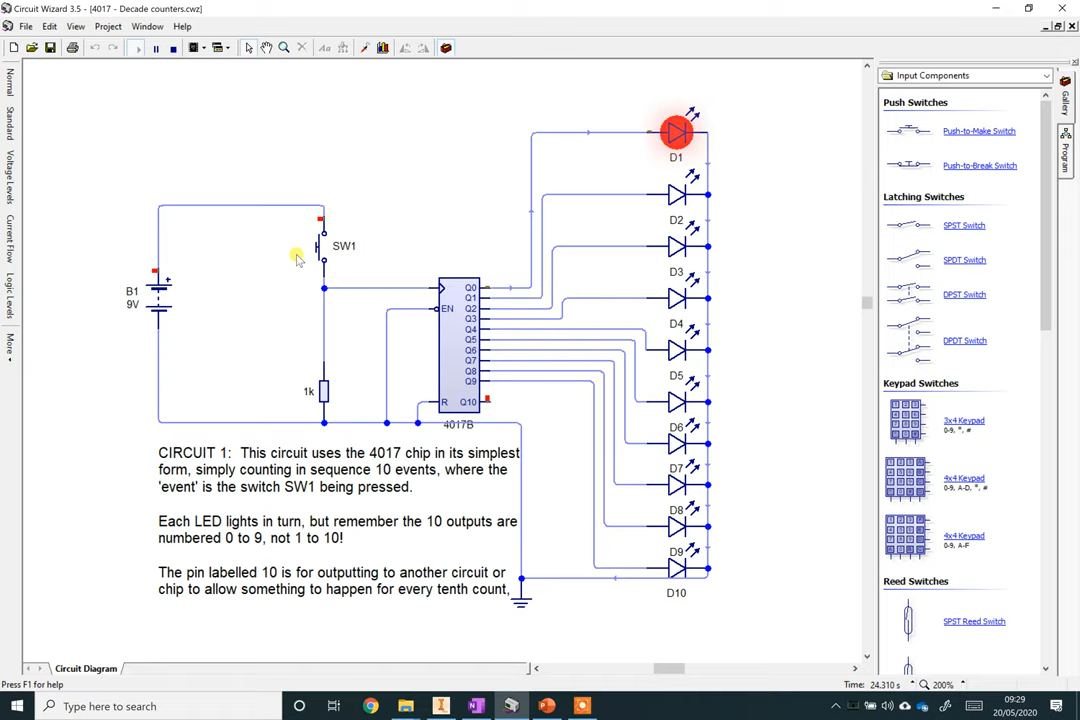 Circuit Wizard 3.5 - [4017 - Decade counters.cwz]
File Edit View Project Window Help
Normal
Standard
Voltage Levels
Current Flow
Logic Levels
More
Input Components
Push Switches
Push-to-Make Switch
Push-to-Break Switch
Latching Switches
SPST Switch
SPDT Switch
DPST Switch
DPDT Switch
Keypad Switches
3x4 Keypad
0-9, *, #
4x4 Keypad
0-9, A-D, *, #
4x4 Keypad
0-9, A-F
Reed Switches
SPST Reed Switch
Gallery
Program
D1
D2
D3
D4
D5
D6
D7
D8
D9
D10
SW1
B1
9V
1k
EN
R
Q0
Q1
Q2
Q3
Q4
Q5
Q6
Q7
Q8
Q9
Q10
4017B
CIRCUIT 1: This circuit uses the 4017 chip in its simplest
form, simply counting in sequence 10 events, where the
'event' is the switch SW1 being pressed.
Each LED lights in turn, but remember the 10 outputs are
numbered 0 to 9, not 1 to 10!
The pin labelled 10 is for outputting to another circuit or
chip to allow something to happen for every tenth count,
Circuit Diagram
Press F1 for help
Time: 24.310 s
200%
Type here to search
09:29
20/05/2020